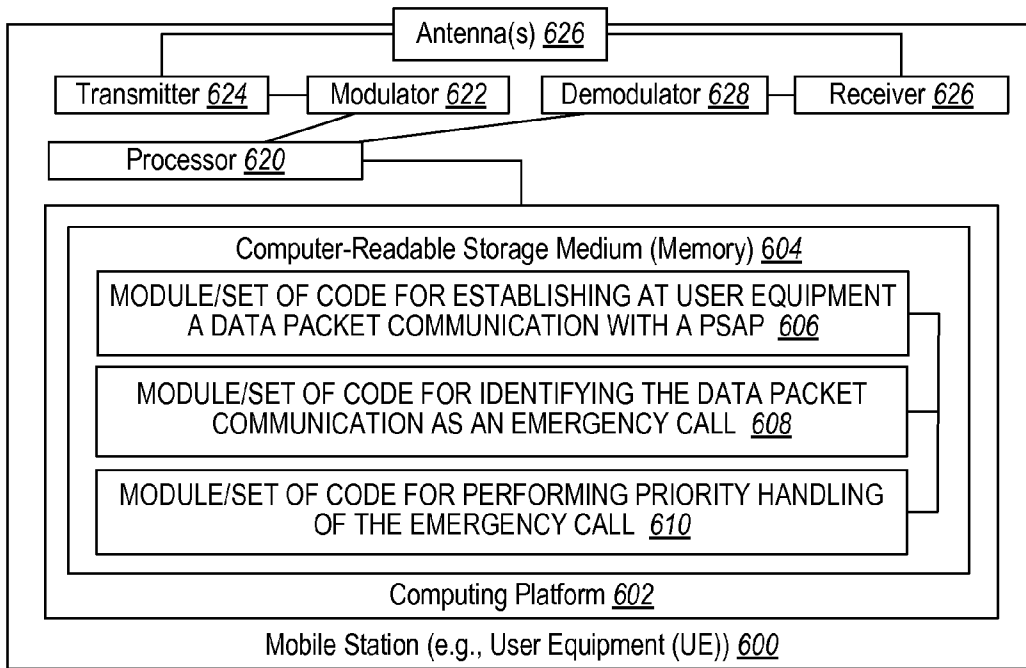 Antenna(s) 626
Transmitter 624
Modulator 622
Demodulator 628
Receiver 626
Processor 620
Computer-Readable Storage Medium (Memory) 604
MODULE/SET OF CODE FOR ESTABLISHING AT USER EQUIPMENT
A DATA PACKET COMMUNICATION WITH A PSAP 606
MODULE/SET OF CODE FOR IDENTIFYING THE DATA PACKET
COMMUNICATION AS AN EMERGENCY CALL 608
MODULE/SET OF CODE FOR PERFORMING PRIORITY HANDLING
OF THE EMERGENCY CALL 610
Computing Platform 602
Mobile Station (e.g., User Equipment (UE)) 600